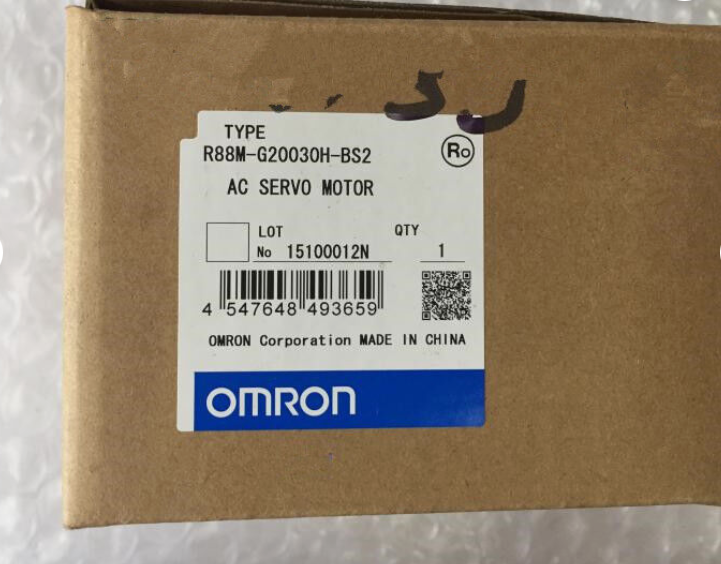 TYPE
R88M-G20030H-BS2
Ro
AC SERVO MOTOR
LOT
QTY
No 15100012N
1
4 547648 493659
OMRON Corporation MADE IN CHINA
OMRON